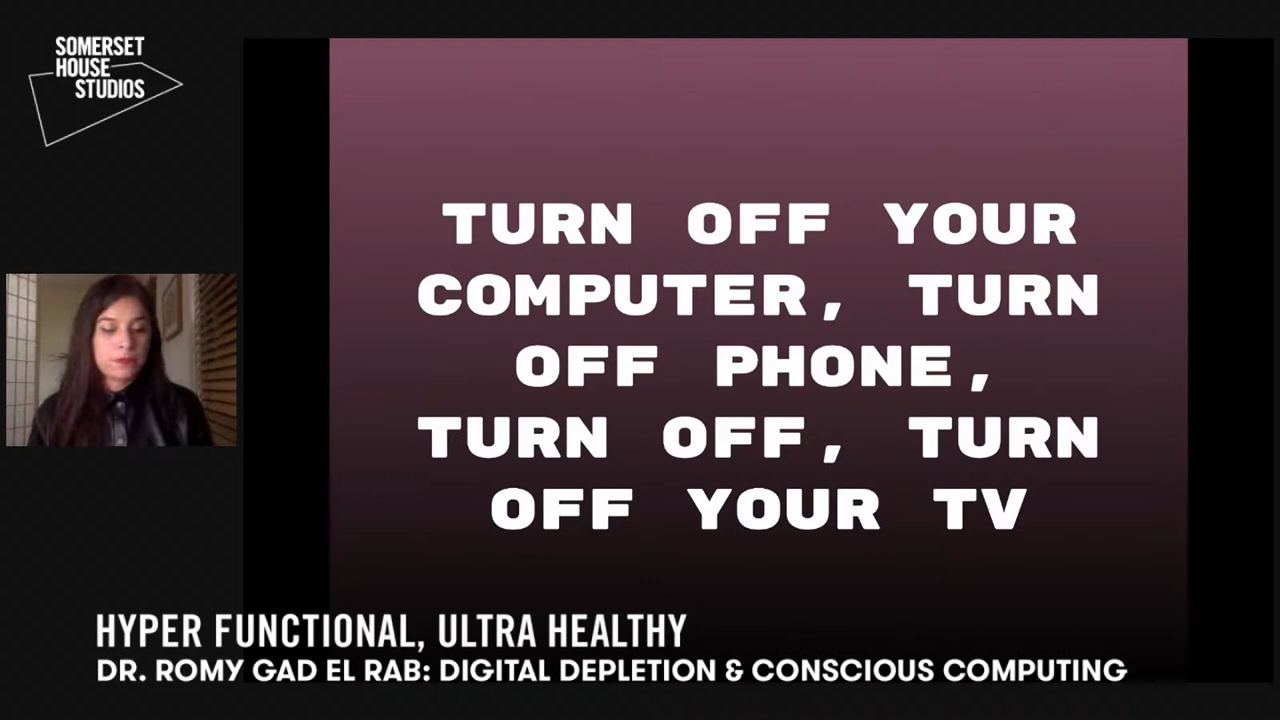 SOMERSET
HOUSE
STUDIOS
TURN OFF YOUR
COMPUTER, TURN
OFF PHONE,
TURN OFF, TURN
OFF YOUR TV
HYPER FUNCTIONAL, ULTRA HEALTHY
DR. ROMY GAD EL RAB: DIGITAL DEPLETION & CONSCIOUS COMPUTING